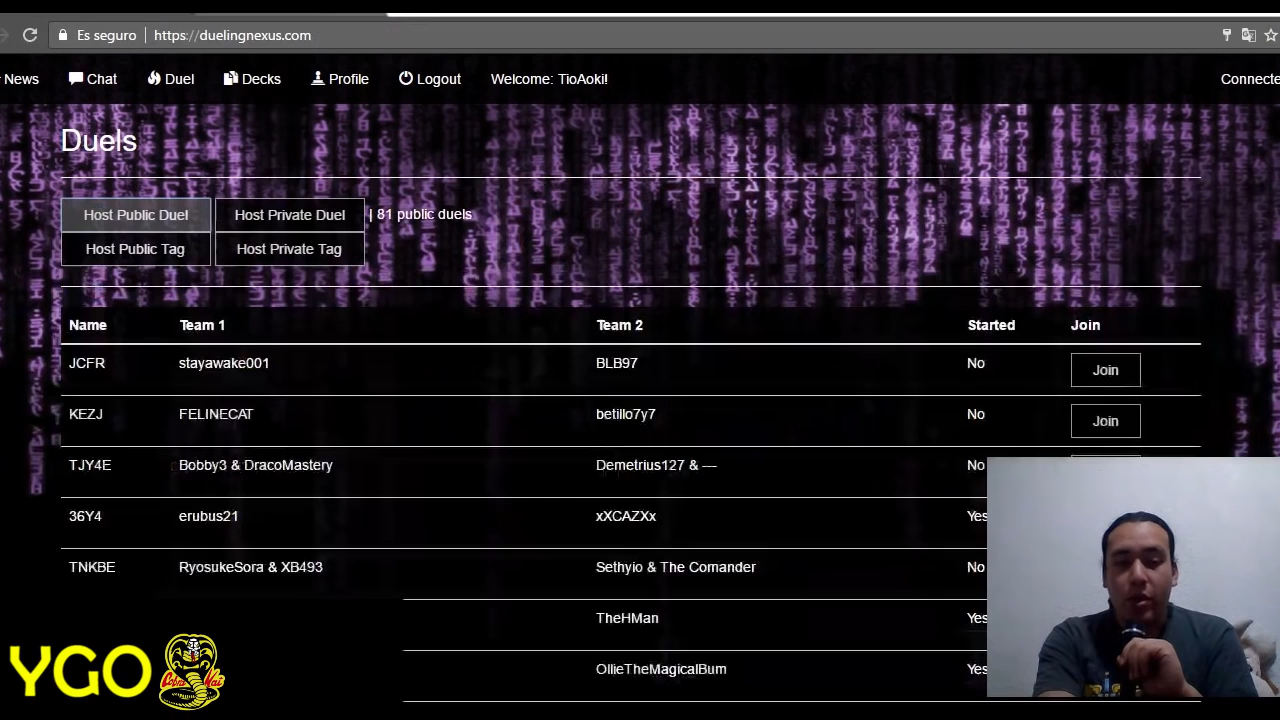 Es seguro https://duelingnexus.com
News Chat Duel Decks Profile Logout Welcome: TioAoki!
Duels
Host Public Duel Host Private Duel | 81 public duels
Host Public Tag Host Private Tag
Name Team 1 Team 2 Started Join
JCFR stayawake001 BLB97 No Join
KEZJ FELINECAT betillo7y7 No Join
TJY4E Bobby3 & DracoMastery Demetrius127 & --- No
36Y4 erubus21 xXCAZXx Yes
TNKBE RyosukeSora & XB493 Sethyio & The Comander No
TheHMan Yes
OllieTheMagicalBum Yes
YGO Cobra Kai